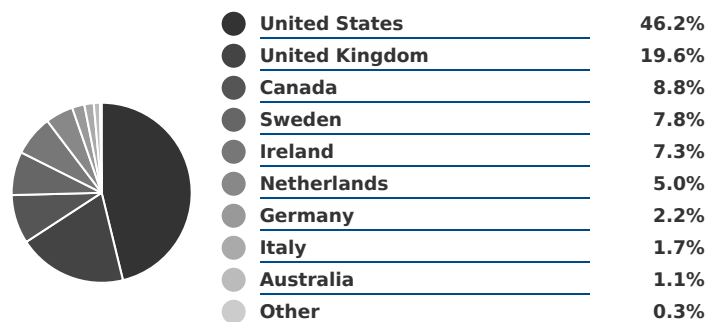 United States 46.2%
United Kingdom 19.6%
Canada 8.8%
Sweden 7.8%
Ireland 7.3%
Netherlands 5.0%
Germany 2.2%
Italy 1.7%
Australia 1.1%
Other 0.3%